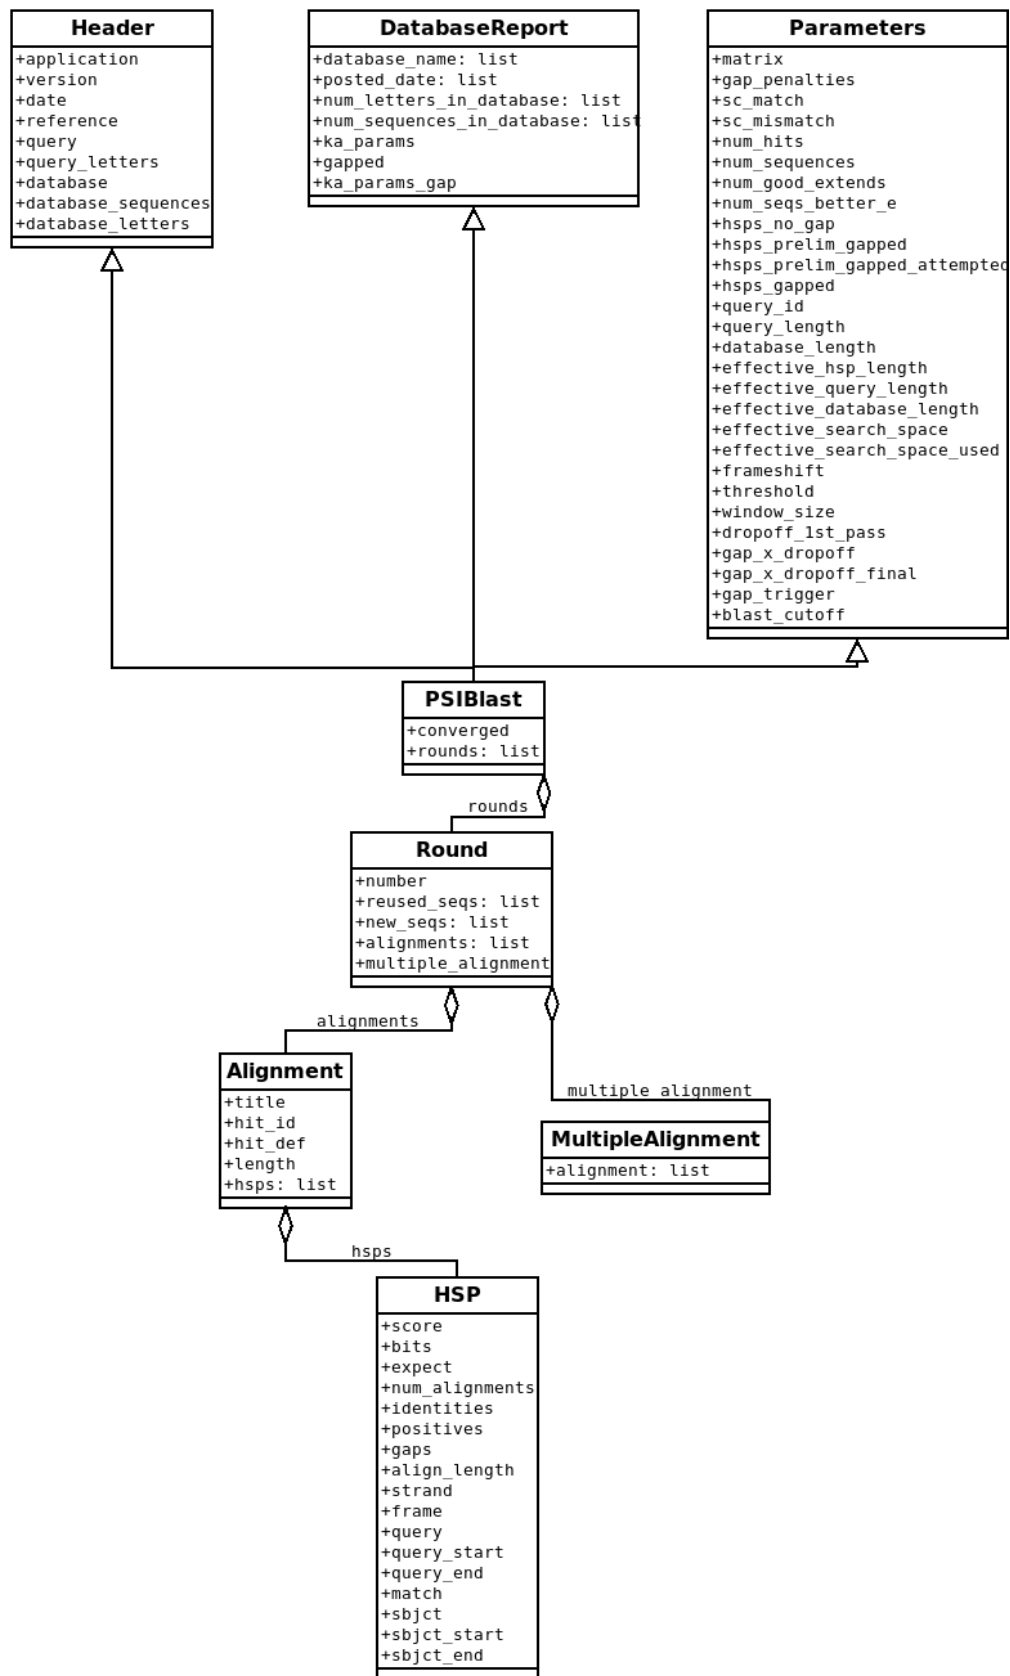 Header
+application
+version
+date
+reference
+query
+query_letters
+database
+database_sequences
+database_letters
DatabaseReport
+database_name: list
+posted_date: list
+num_letters_in_database: list
+num_sequences_in_database: list
+ka_params
+gapped
+ka_params_gap
Parameters
+matrix
+gap_penalties
+sc_match
+sc_mismatch
+num_hits
+num_sequences
+num_good_extends
+num_seqs_better_e
+hsps_no_gap
+hsps_prelim_gapped
+hsps_prelim_gapped_attempted
+hsps_gapped
+query_id
+query_length
+database_length
+effective_hsp_length
+effective_query_length
+effective_database_length
+effective_search_space
+effective_search_space_used
+frameshift
+threshold
+window_size
+dropoff_1st_pass
+gap_x_dropoff
+gap_x_dropoff_final
+gap_trigger
+blast_cutoff
PSIBlast
+converged
+rounds: list
rounds
Round
+number
+reused_seqs: list
+new_seqs: list
+alignments: list
+multiple_alignment
alignments
Alignment
+title
+hit_id
+hit_def
+length
+hsps: list
multiple alignment
MultipleAlignment
+alignment: list
hsps
HSP
+score
+bits
+expect
+num_alignments
+identities
+positives
+gaps
+align_length
+strand
+frame
+query
+query_start
+query_end
+match
+sbjct
+sbjct_start
+sbjct_end